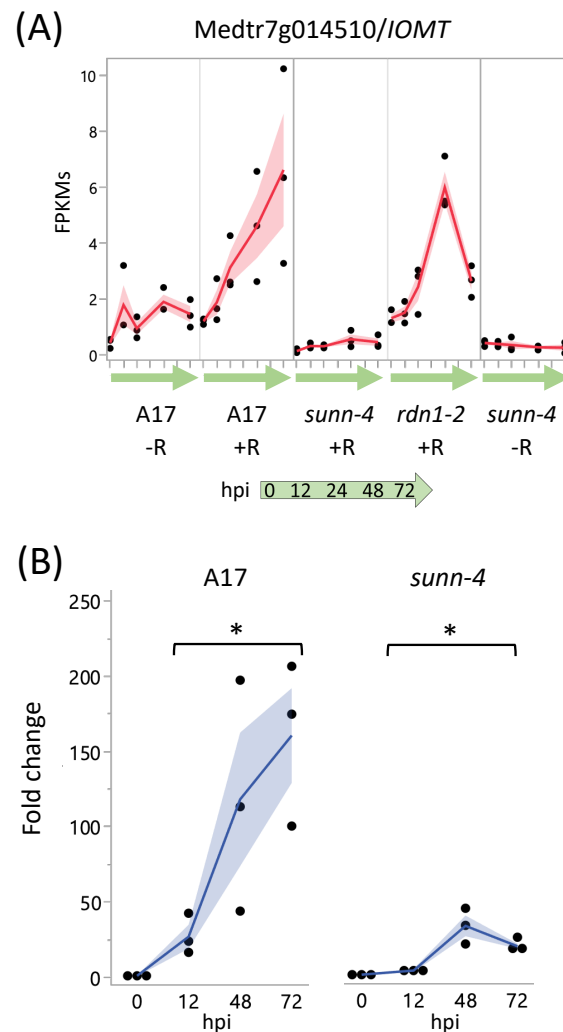 (A)
Medtr7g014510/IOMT
FPKMs
10
8
6
4
2
0
A17 A17 sunn-4 rdn1-2 sunn-4
-R +R +R +R -R
hpi 0 12 24 48 72
(B)
A17 sunn-4
Fold change
250
200
150
100
50
0
* *
0 12 48 72 0 12 48 72
hpi hpi